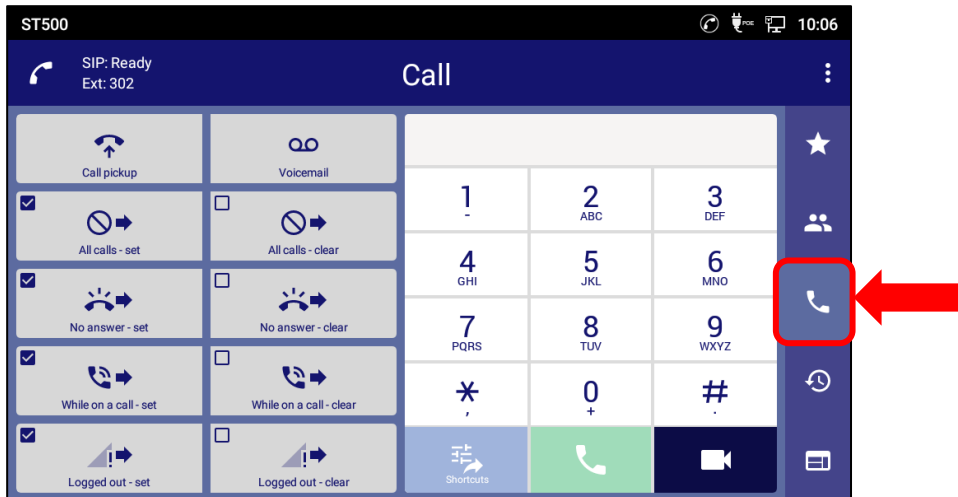 ST500
POE
10:06
SIP: Ready
Ext: 302
Call
Call pickup
Voicemail
All calls - set
All calls - clear
No answer - set
No answer - clear
While on a call - set
While on a call - clear
Logged out - set
Logged out - clear
1
-
2
ABC
3
DEF
4
GHI
5
JKL
6
MNO
7
PQRS
8
TUV
9
WXYZ
*
,
0
+
#
.
Shortcuts